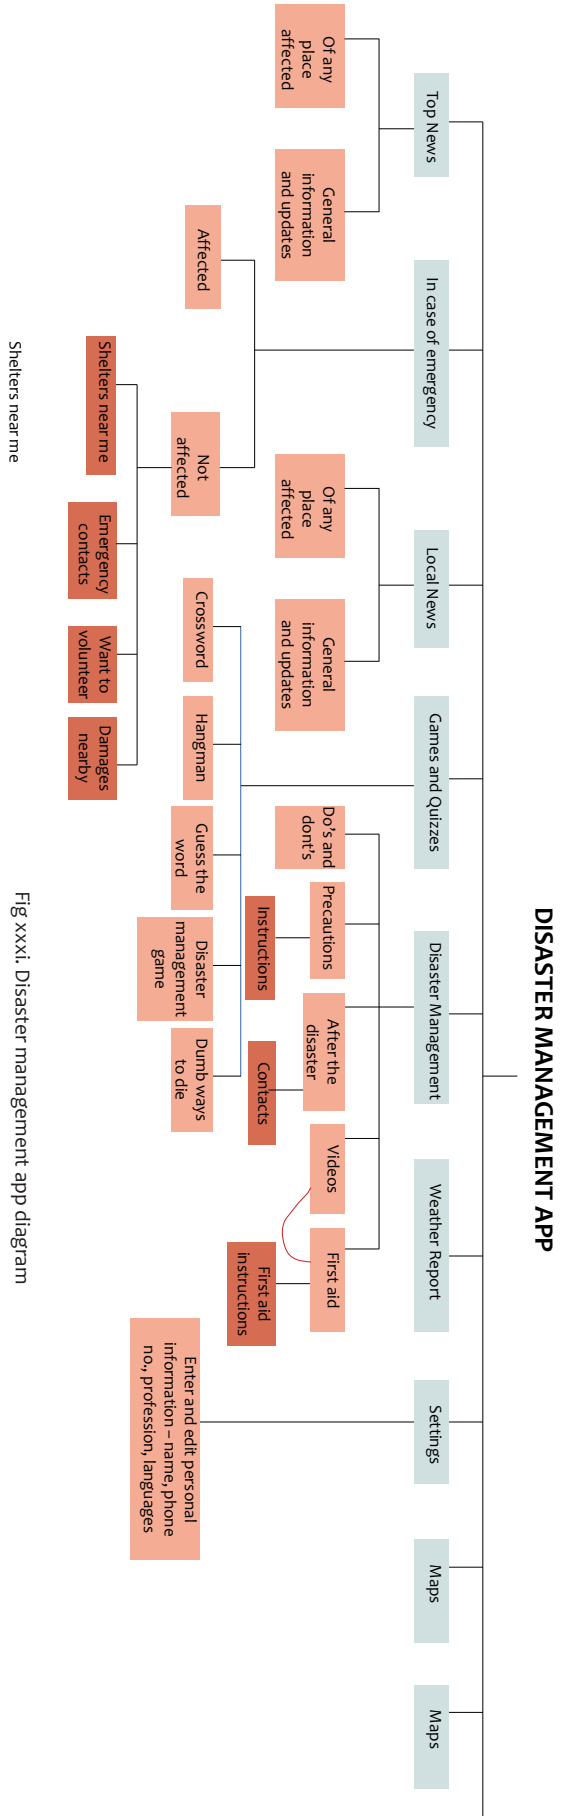 DISASTER MANAGEMENT APP
Top News
In case of emergency
Local News
Games and Quizzes
Disaster Management
Weather Report
Settings
Maps
Maps
Of any
place
affected
General
information
and updates
Affected
Not
affected
Shelters near me
Emergency
contacts
Want to
volunteer
Damages
nearby
Of any
place
affected
General
information
and updates
Crossword
Hangman
Guess the
word
Disaster
management
game
Dumb ways
to die
Do's and
dont's
Precautions
After the
disaster
Videos
First aid
Instructions
Contacts
First aid
instructions
Enter and edit personal
information – name, phone
no., profession, languages
Shelters near me
Fig xxxi. Disaster management app diagram